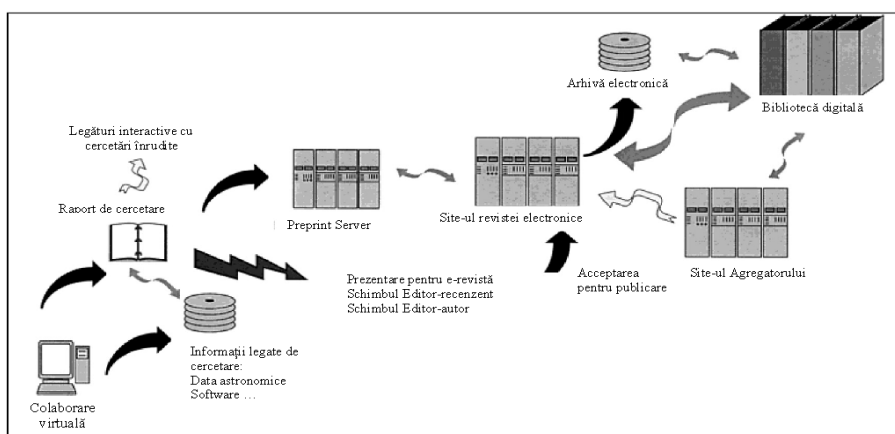 Arhivă electronică
Bibliotecă digitală
Legături interactive cu
cercetări înrudite
Raport de cercetare
Preprint Server
Site-ul revistei electronice
Site-ul Agregatorului
Prezentare pentru e-revistă
Schimbul Editor-recenzent
Schimbul Editor-autor
Acceptarea
pentru publicare
Informații legate de
cercetare:
Data astronomice
Software ...
Colaborare
virtuală